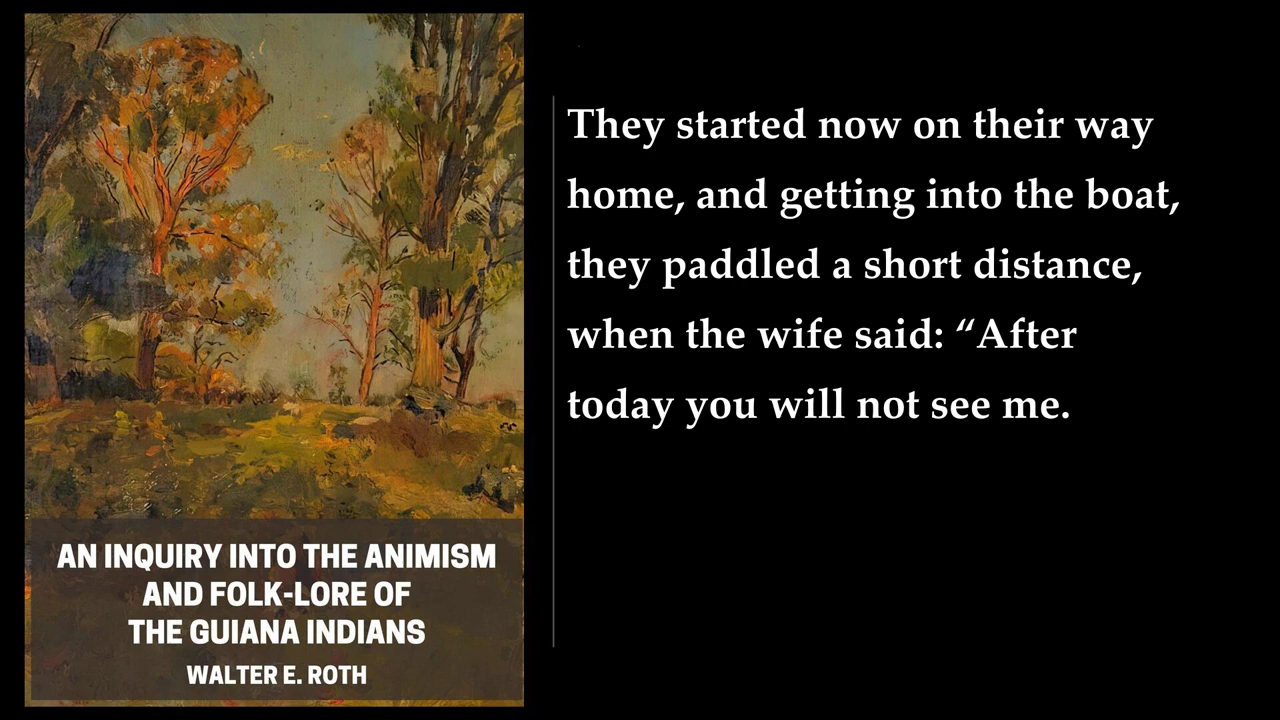 They started now on their way
home, and getting into the boat,
they paddled a short distance,
when the wife said: “After
today you will not see me.
AN INQUIRY INTO THE ANIMISM
AND FOLK-LORE OF
THE GUIANA INDIANS
WALTER E. ROTH